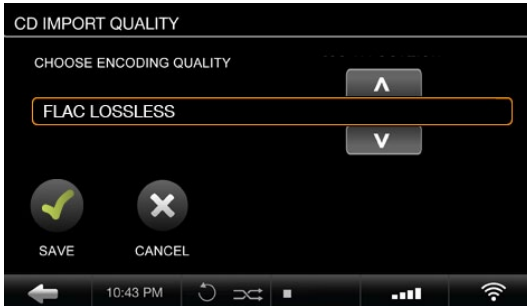 CD IMPORT QUALITY
CHOOSE ENCODING QUALITY
FLAC LOSSLESS
SAVE CANCEL
10:43 PM